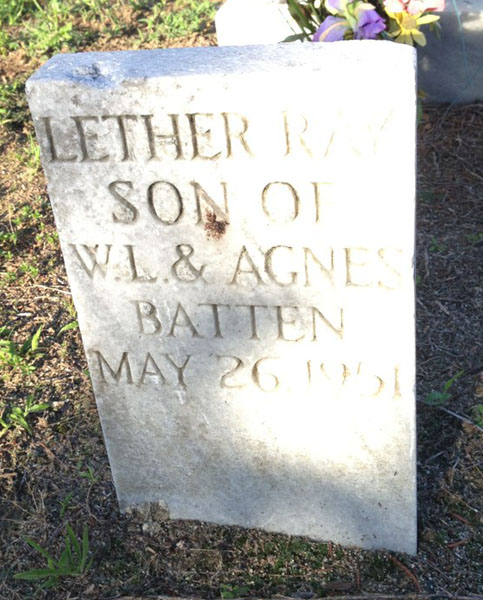 LETHER RAY
SON OF
W.L. & AGNES
BATTEN
MAY 26 1951